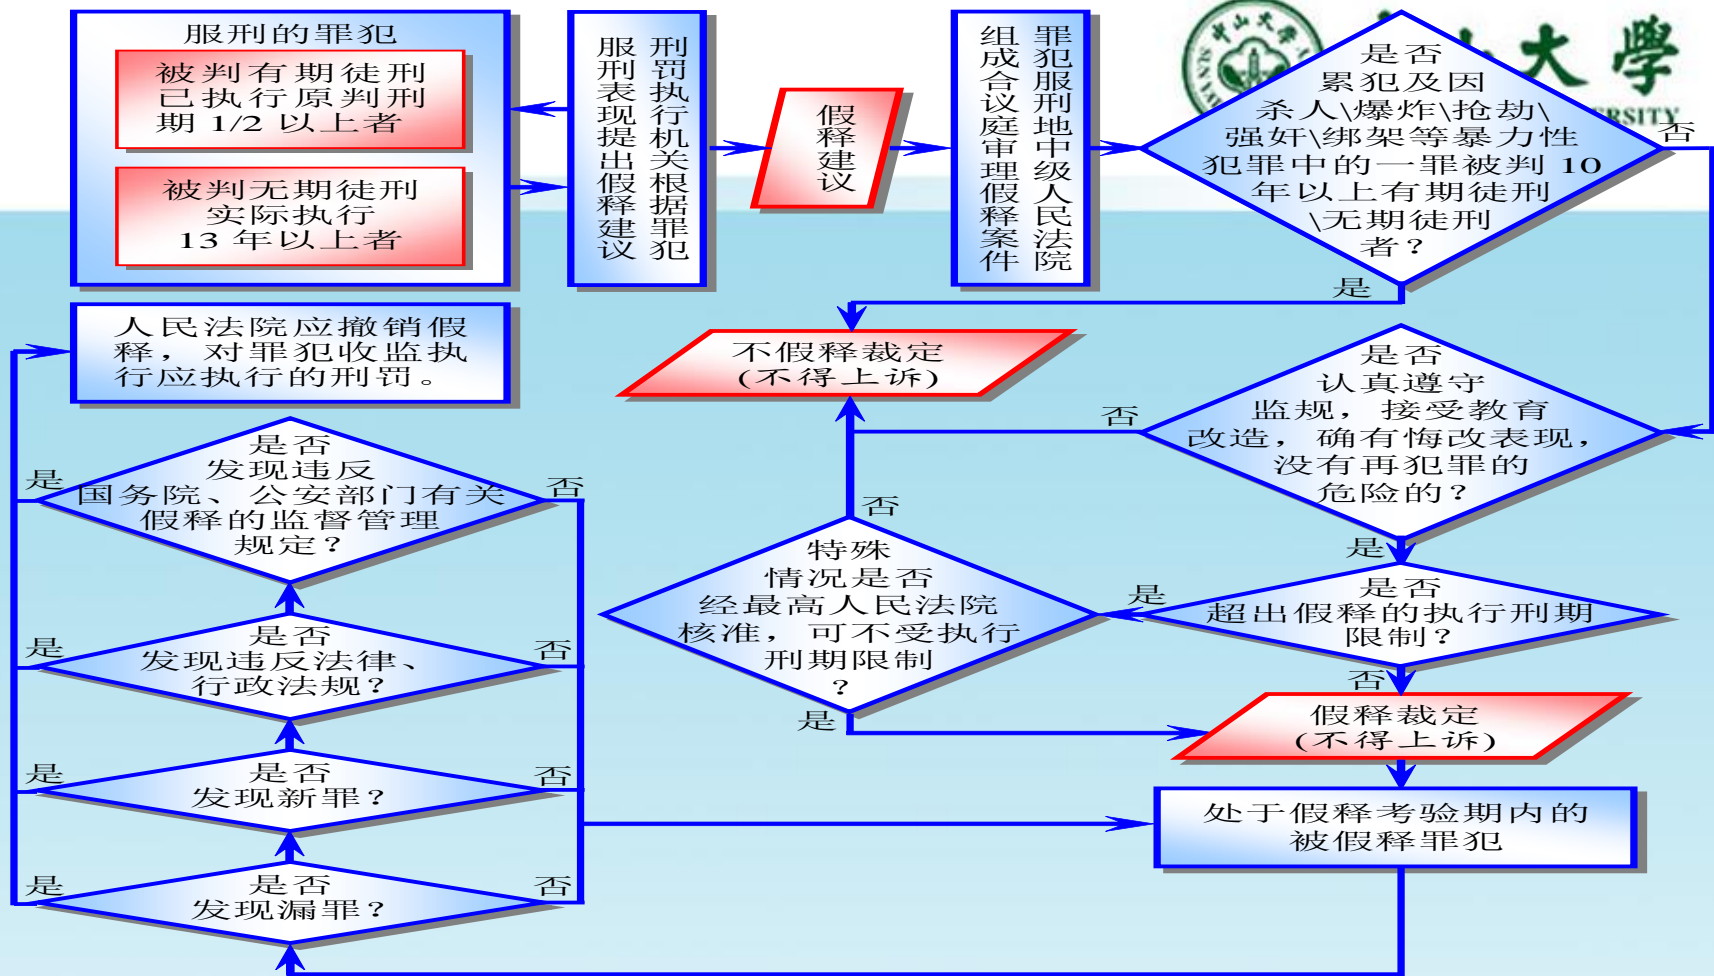 服刑的罪犯
被判有期徒刑
已执行原判刑
期 1/2 以上者
被判无期徒刑
实际执行
13 年以上者
刑罚执行机关根据罪犯
服刑表现提出假释建议
假释建议
罪犯服刑地中级人民法院
组成合议庭审理假释案件
大學
RSITY
是否
累犯及因
杀人\爆炸\抢劫\
强奸\绑架等暴力性
犯罪中的一罪被判 10
年以上有期徒刑
\无期徒刑
者？
否
是
人民法院应撤销假
释，对罪犯收监执
行应执行的刑罚。
不假释裁定
(不得上诉)
是否
认真遵守
监规，接受教育
改造，确有悔改表现，
没有再犯罪的
危险的？
否
是
是否
发现违反
国务院、公安部门有关
假释的监督管理
规定？
是
否
特殊
情况是否
经最高人民法院
核准，可不受执行
刑期限制
？
否
是
是否
超出假释的执行刑期
限制？
是
否
是否
发现违反法律、
行政法规？
是
否
假释裁定
(不得上诉)
是否
发现新罪？
是
否
处于假释考验期内的
被假释罪犯
是否
发现漏罪？
是
否